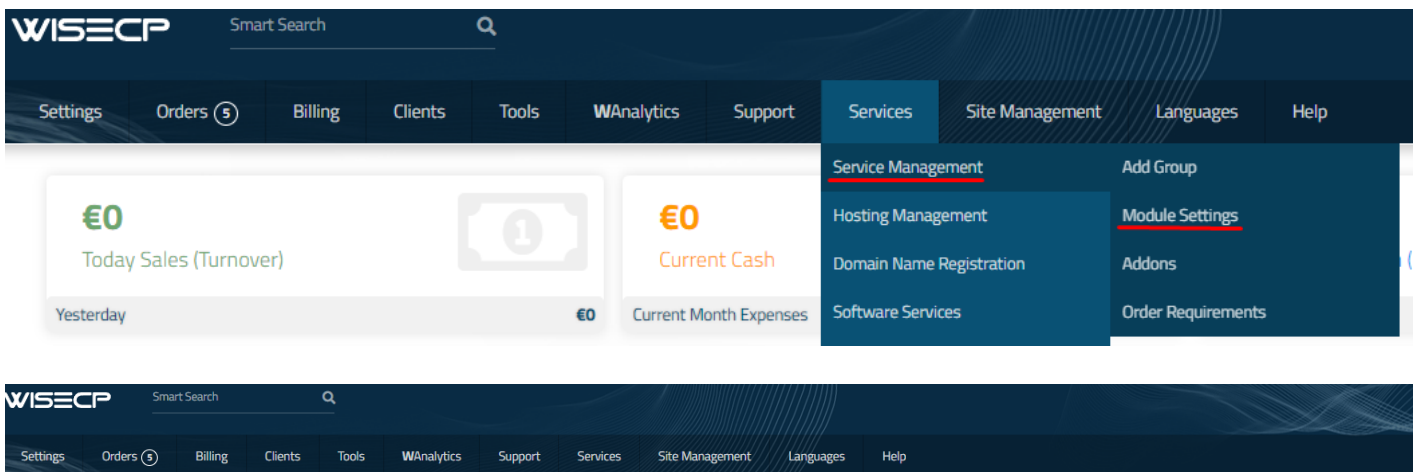 WISECP Smart Search
Settings Orders 5 Billing Clients Tools WAnalytics Support Services Site Management Languages Help
Service Management Add Group
€0 €0 Hosting Management Module Settings
Today Sales (Turnover) Current Cash Domain Name Registration Addons (
Yesterday €0 Current Month Expenses Software Services Order Requirements
WISECP Smart Search
Settings Orders 5 Billing Clients Tools WAnalytics Support Services Site Management Languages Help